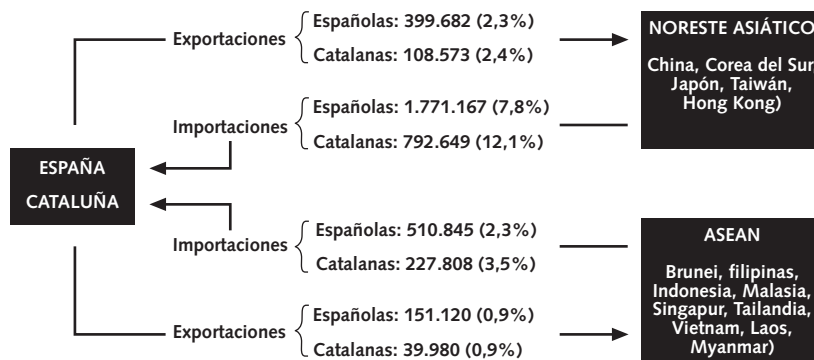 Exportaciones
Españolas: 399.682 (2,3%)
Catalanas: 108.573 (2,4%)
NORESTE ASIÁTICO
China, Corea del Sur,
Japón, Taiwán,
Hong Kong)
Importaciones
Españolas: 1.771.167 (7,8%)
Catalanas: 792.649 (12,1%)
ESPAÑA
CATALUÑA
Importaciones
Españolas: 510.845 (2,3%)
Catalanas: 227.808 (3,5%)
ASEAN
Brunei, filipinas,
Indonesia, Malasia,
Singapur, Tailandia,
Vietnam, Laos,
Myanmar)
Exportaciones
Españolas: 151.120 (0,9%)
Catalanas: 39.980 (0,9%)